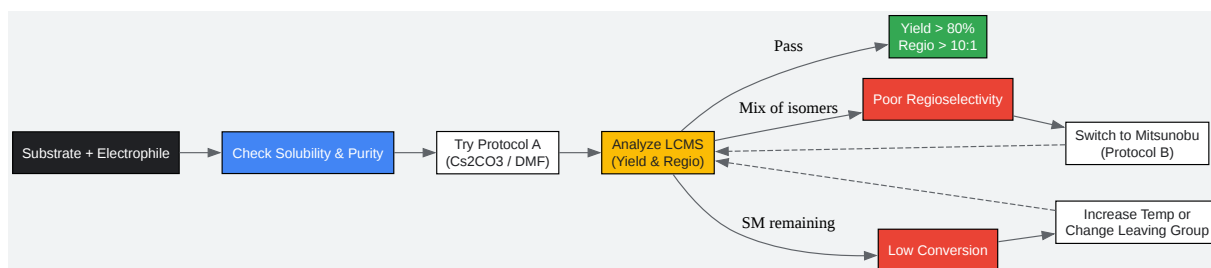 Substrate + Electrophile
Check Solubility & Purity
Try Protocol A
(Cs2CO3 / DMF)
Analyze LCMS
(Yield & Regio)
Pass
Yield > 80%
Regio > 10:1
Mix of isomers
Poor Regioselectivity
Switch to Mitsunobu
(Protocol B)
SM remaining
Low Conversion
Increase Temp or
Change Leaving Group